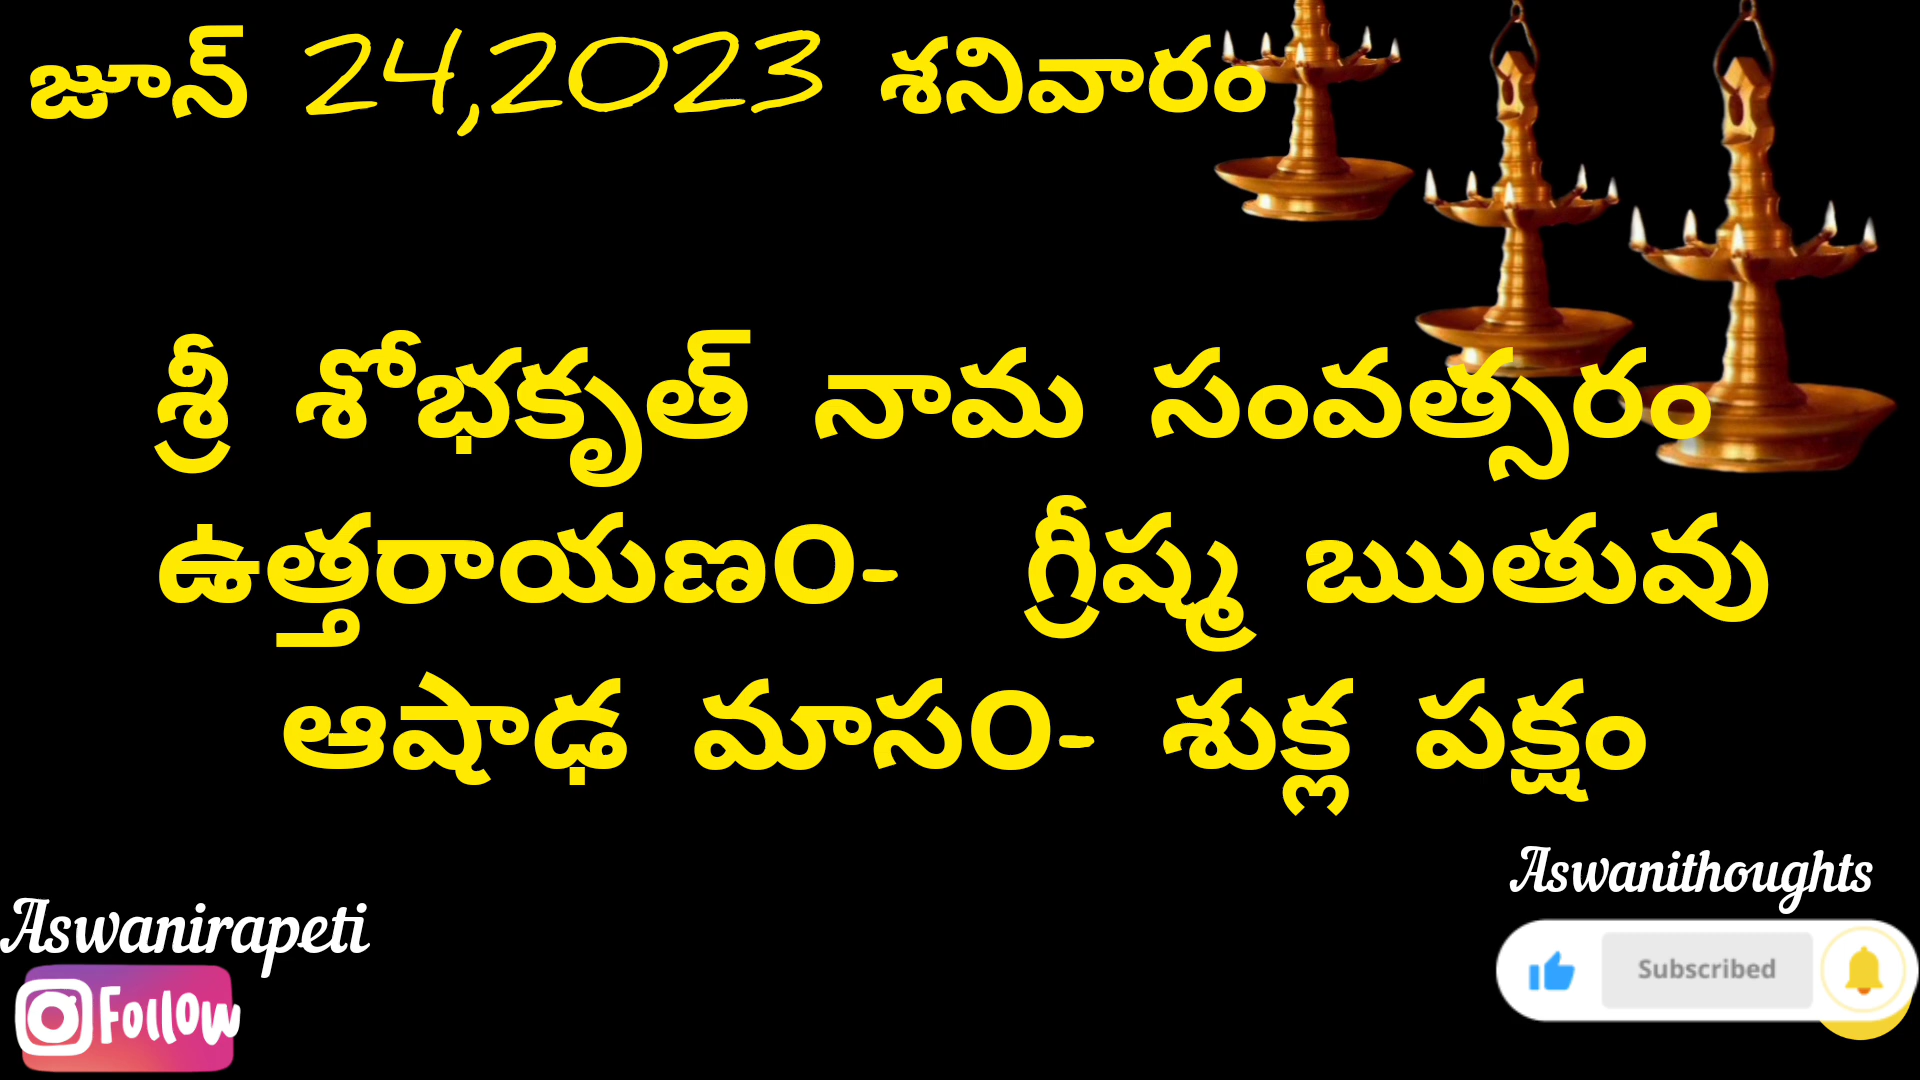 జూన్ 24,2023 శనివారం
శ్రీ శోభకృత్ నామ సంవత్సరం
ఉత్తరాయణం- గ్రీష్మ ఋతువు
ఆషాఢ మాసం- శుక్ల పక్షం
Aswanithoughts
Subscribed
Aswanirapeti
Follow